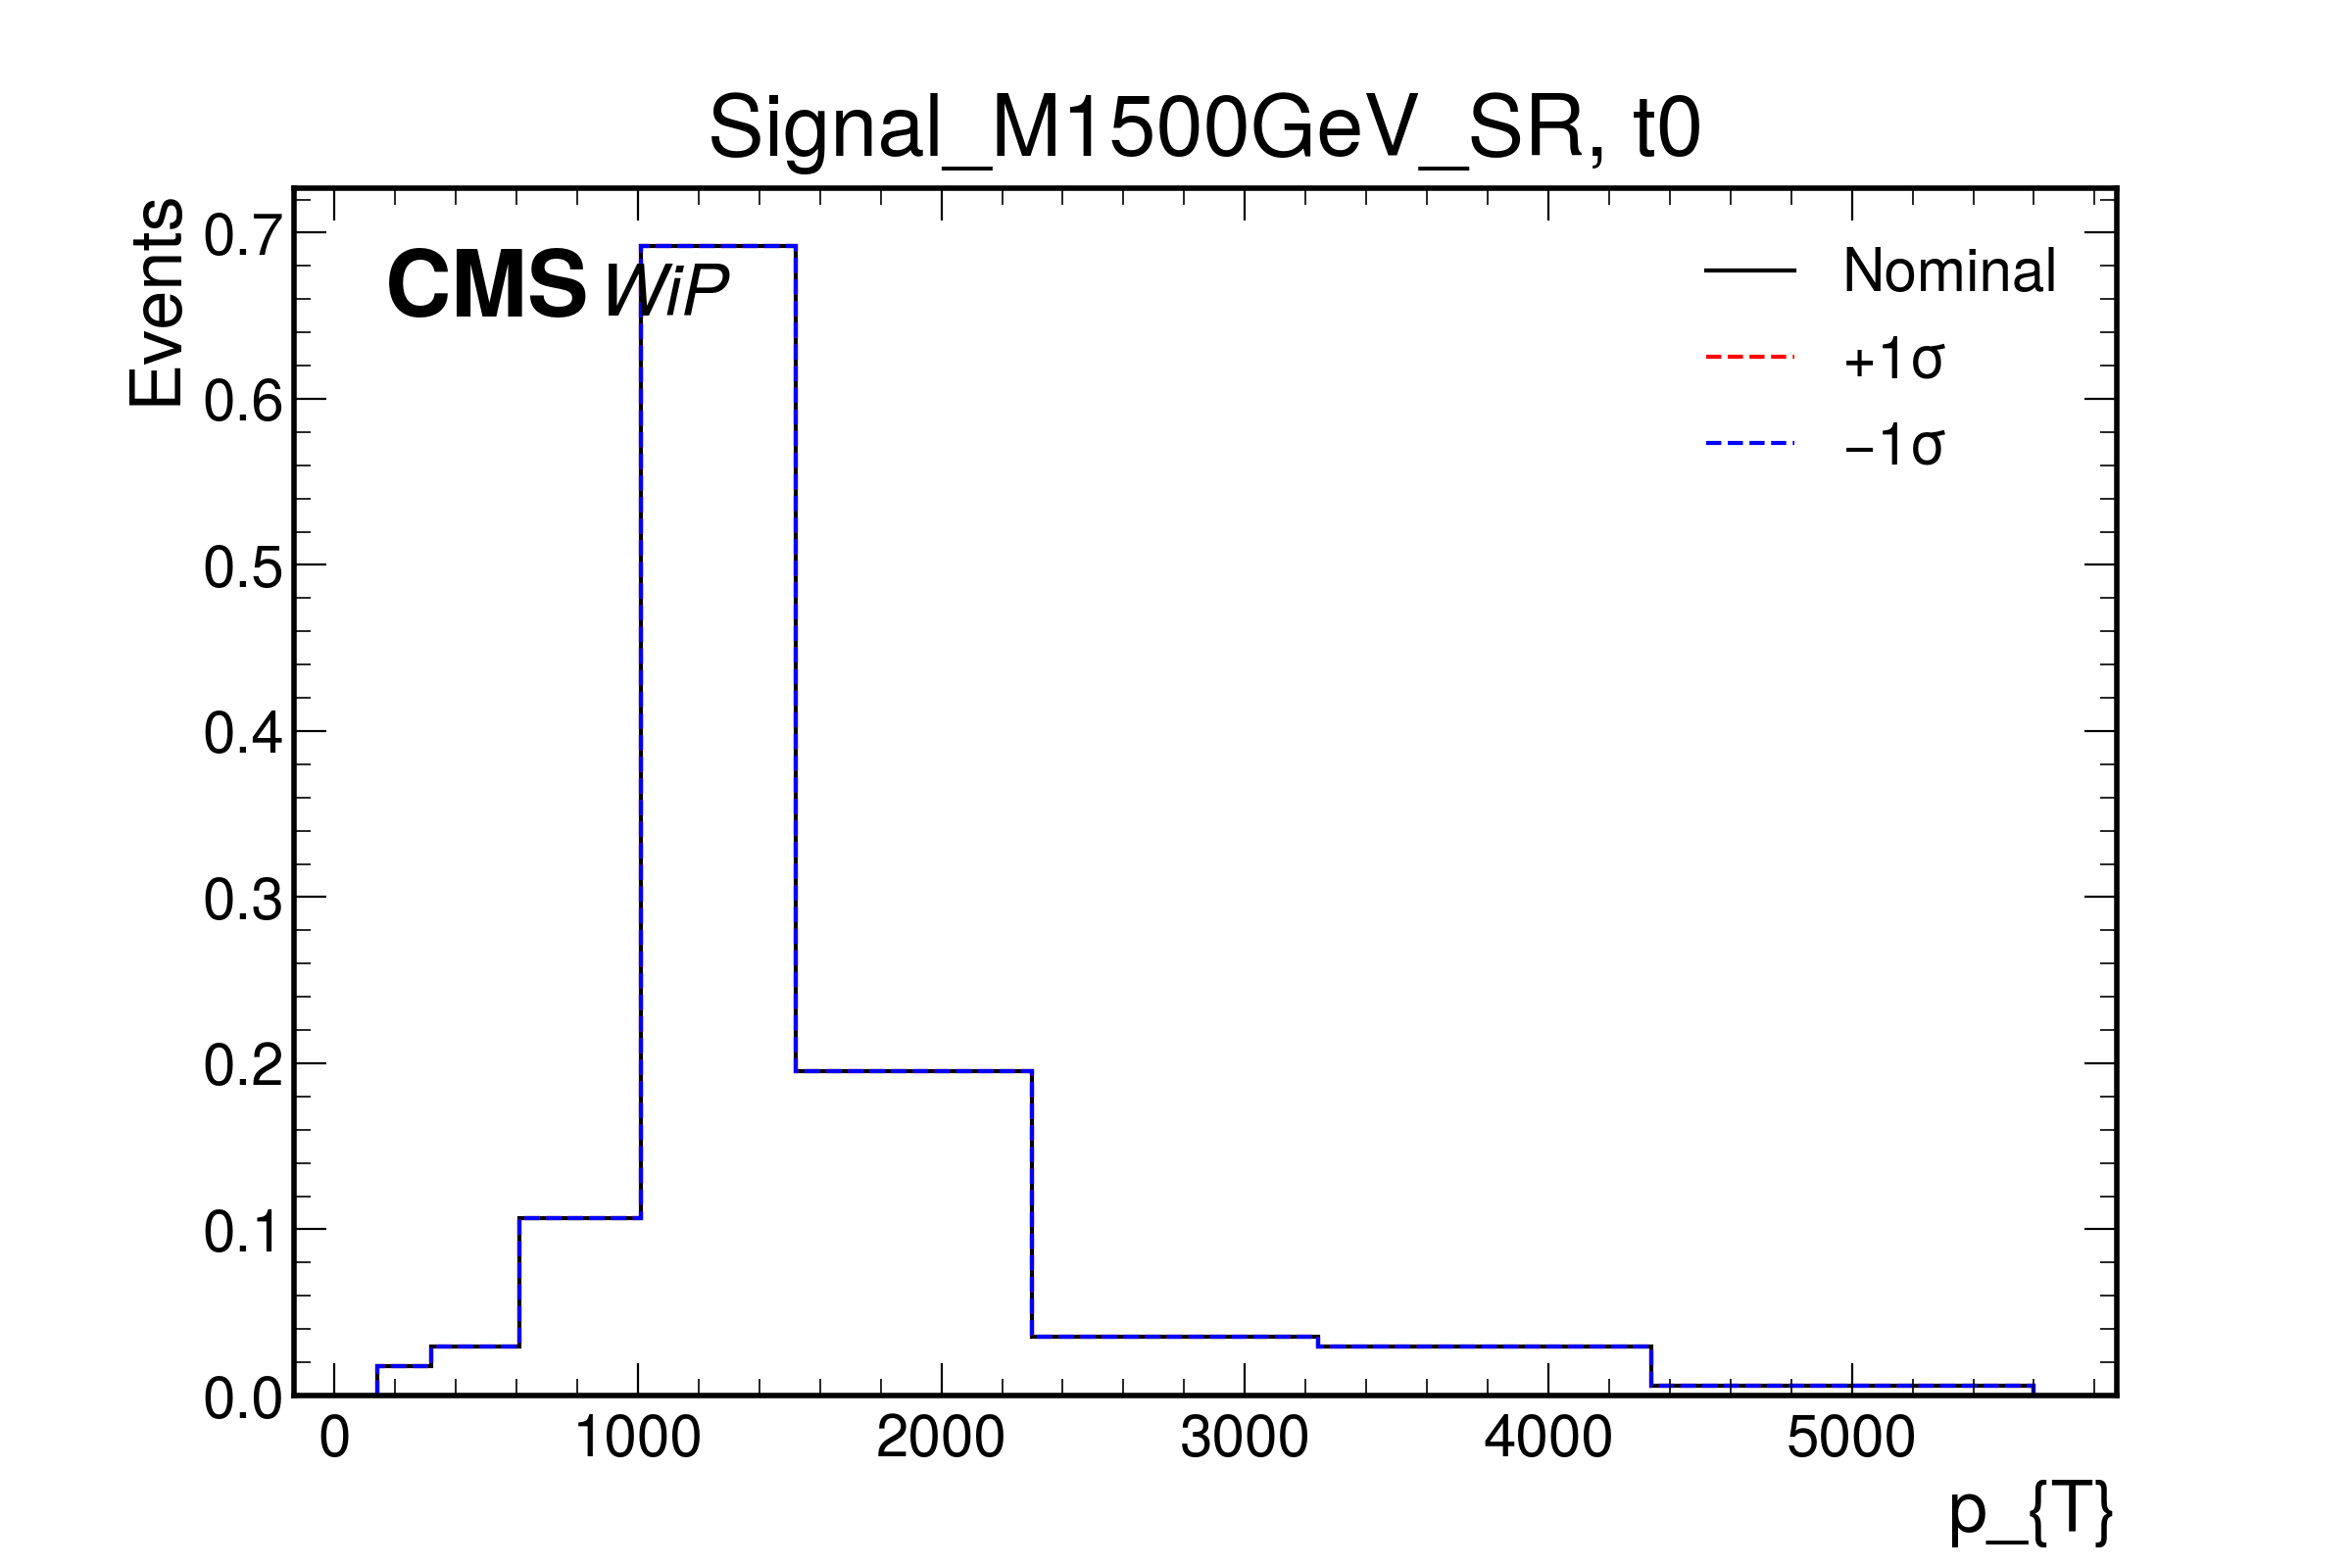 Signal_M1500GeV_SR, t0
Events
CMS WiP
Nominal
+1σ
−1σ
0.7
0.6
0.5
0.4
0.3
0.2
0.1
0.0
0 1000 2000 3000 4000 5000
p_{T}